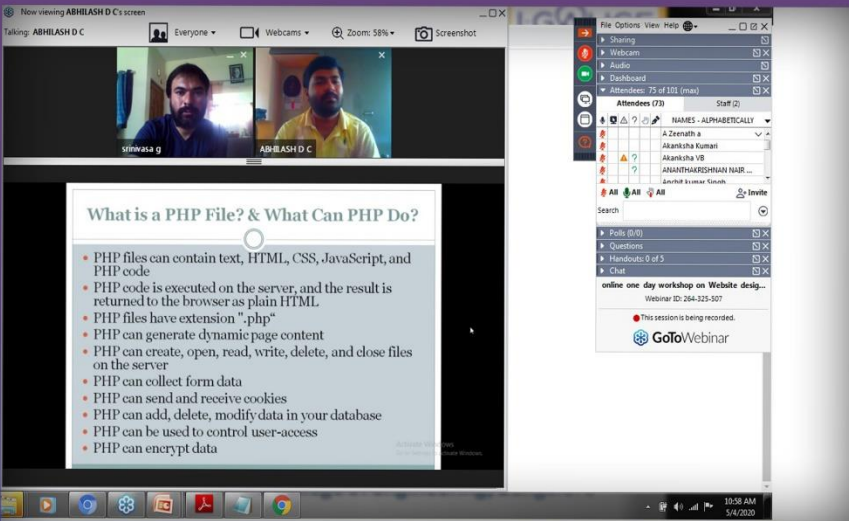 Now viewing ABHILASH D C's screen
Talking: ABHILASH D C
Everyone
Webcams
Zoom: 58%
Screenshot
srinivasa g
ABHILASH D C
What is a PHP File? & What Can PHP Do?
• PHP files can contain text, HTML, CSS, JavaScript, and
PHP code
• PHP code is executed on the server, and the result is
returned to the browser as plain HTML
• PHP files have extension ".php“
• PHP can generate dynamic page content
• PHP can create, open, read, write, delete, and close files
on the server
• PHP can collect form data
• PHP can send and receive cookies
• PHP can add, delete, modify data in your database
• PHP can be used to control user-access
• PHP can encrypt data
Activate Windows
File Options View Help
Sharing
Webcam
Audio
Dashboard
Attendees: 75 of 101 (max)
Attendees (73) Staff (2)
NAMES - ALPHABETICALLY
A Zeenath a
Akanksha Kumari
Akanksha VB
ANANTHAKRISHNAN NAIR ...
Anchit kumar Singh
All All All Invite
Search
Polls (0/0)
Questions
Handouts: 0 of 5
Chat
online one day workshop on Website desig...
Webinar ID: 264-325-507
This session is being recorded.
GoToWebinar
10:58 AM
5/4/2020